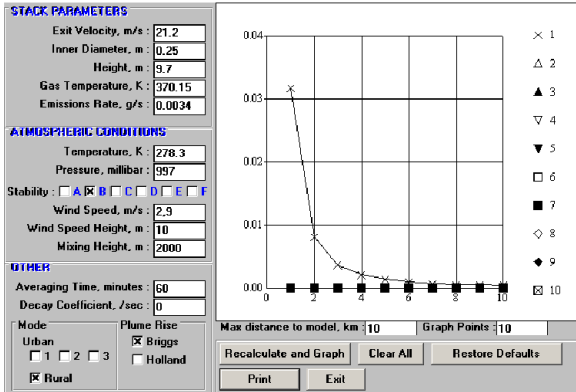 STACK PARAMETERS
Exit Velocity, m/s : 21.2
Inner Diameter, m : 0.25
Height, m : 9.7
Gas Temperature, K : 370.15
Emissions Rate, g/s : 0.0034
ATMOSPHERIC CONDITIONS
Temperature, K : 278.3
Pressure, millibar : 997
Stability : A B C D E F
Wind Speed, m/s : 2.9
Wind Speed Height, m : 10
Mixing Height, m : 2000
OTHER
Averaging Time, minutes : 60
Decay Coefficient, /sec : 0
Mode
Urban
1 2 3
Rural
Plume Rise
Briggs
Holland
0.04
0.03
0.02
0.01
0.00
0 2 4 6 8 10
1
2
3
4
5
6
7
8
9
10
Max distance to model, km : 10 Graph Points : 10
Recalculate and Graph Clear All Restore Defaults
Print Exit